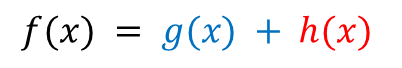 f(x) = g(x) + h(x)